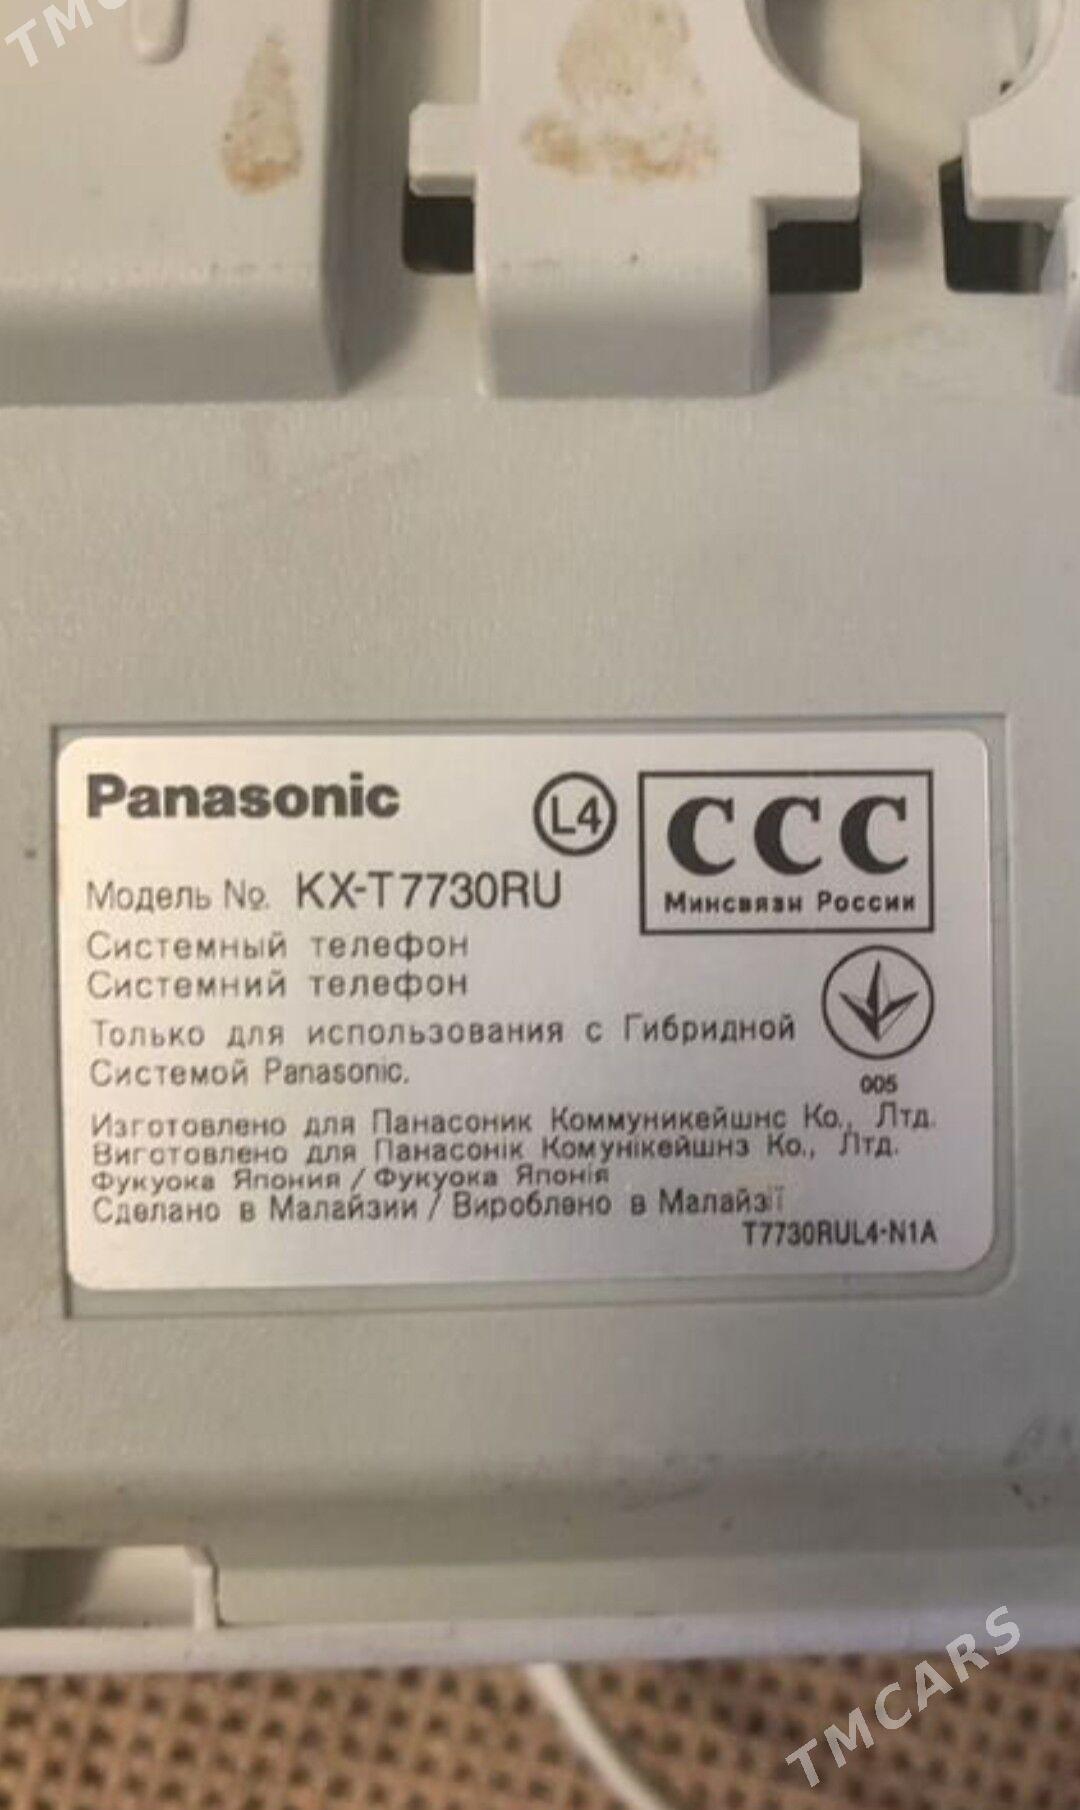 Panasonic
L4
ССС
Минсвязи России
Модель No. KX-T7730RU
Системный телефон
Системний телефон
Только для использования с Гибридной
Системой Panasonic.
005
Изготовлено для Панасоник Коммуникейшнс Ко., Лтд.
Виготовлено для Панасонік Комунікейшнз Ко., Лтд.
Фукуока Япония / Фукуока Японія
Сделано в Малайзии / Вироблено в Малайзії
T7730RUL4-N1A
TMCARS